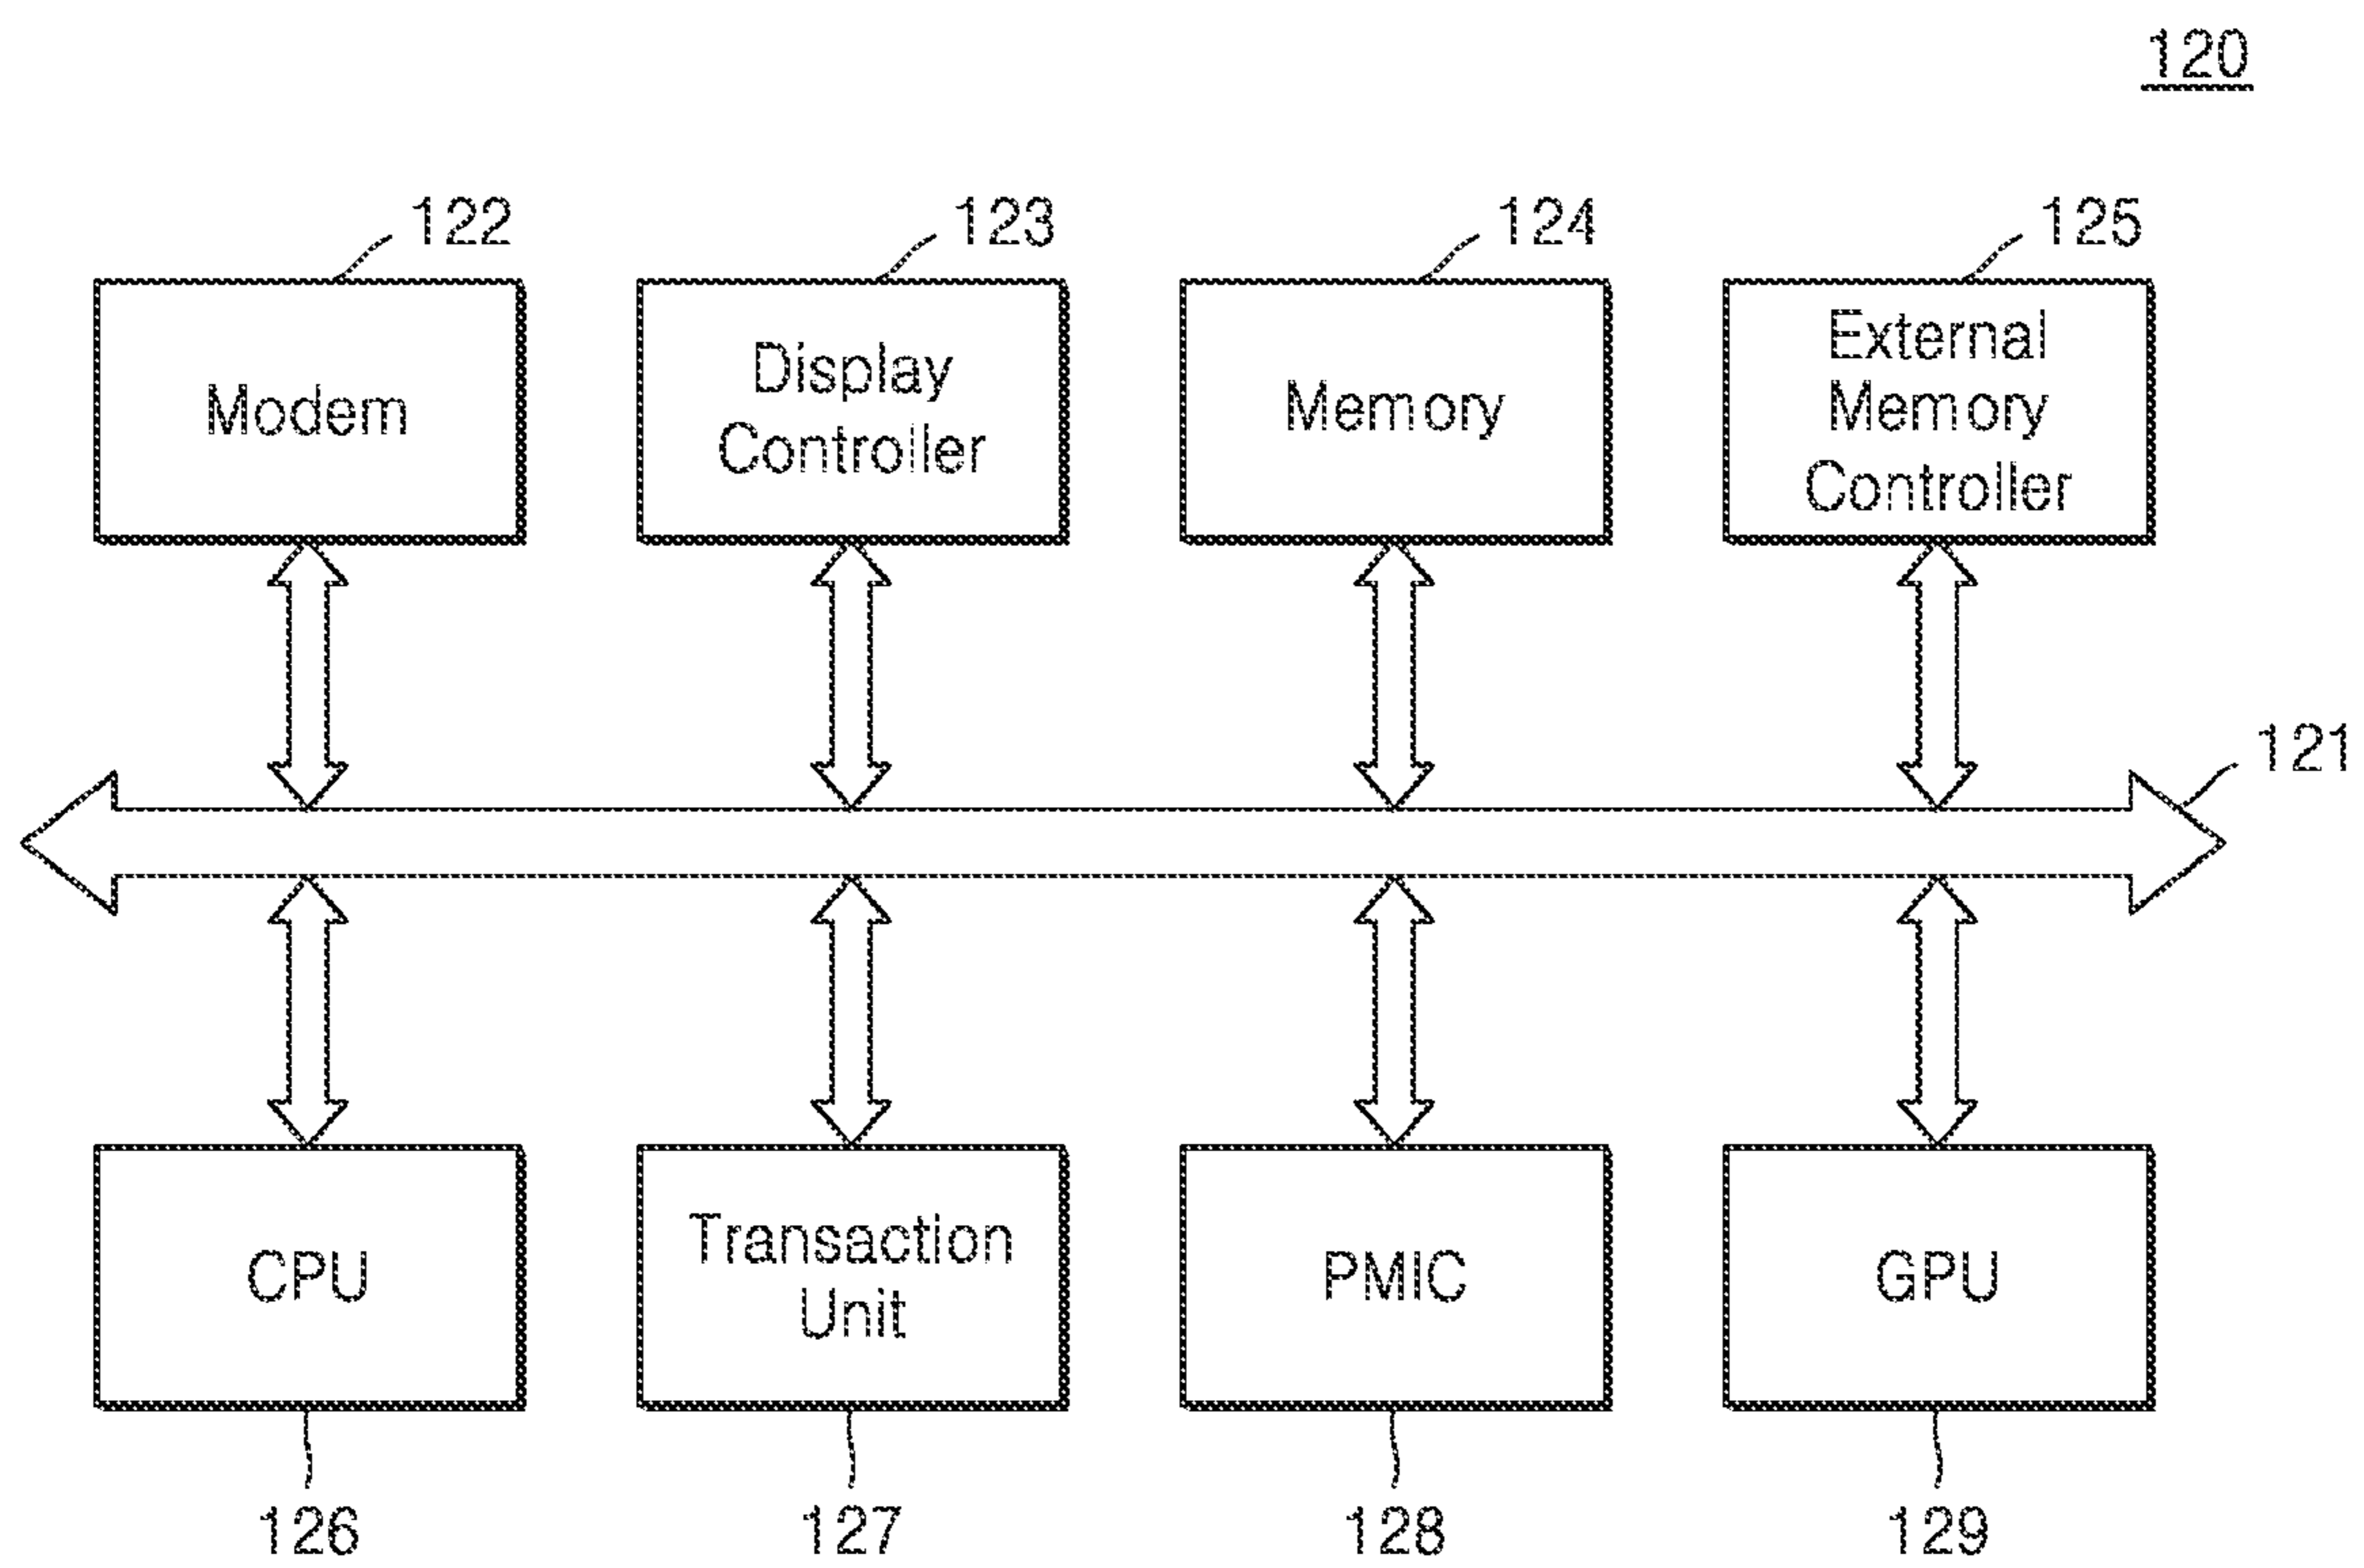 120
122
123
124
125
Modem
Display
Controller
Memory
External
Memory
Controller
121
CPU
Transaction
Unit
PMIC
GPU
126
127
128
129